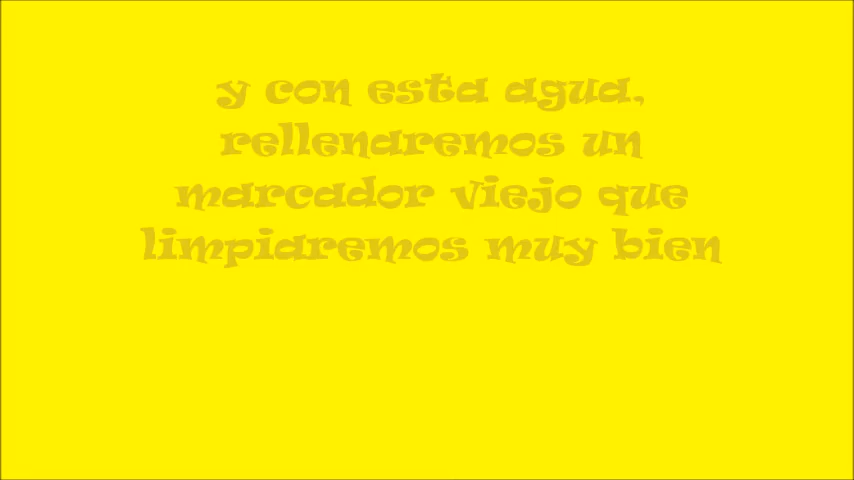 y con esta agua,
rellenaremos un
marcador viejo que
limpiaremos muy bien